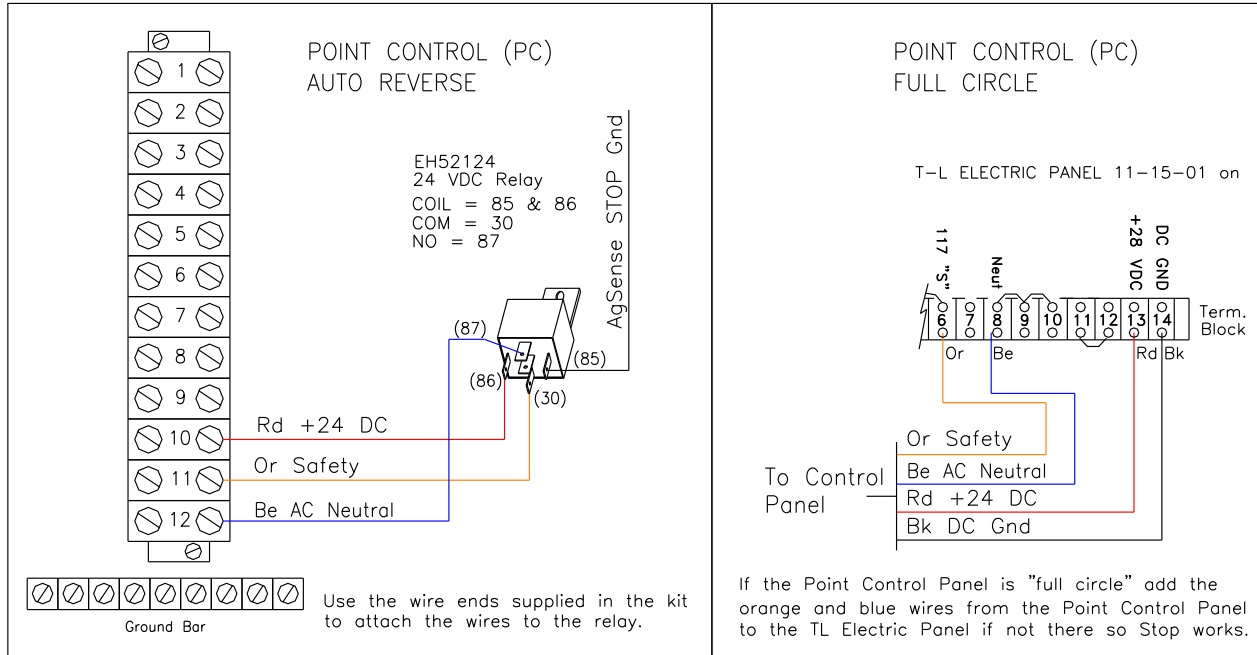 POINT CONTROL (PC)
AUTO REVERSE
1
2
3
4
5
6
7
8
9
10
11
12
EH52124
24 VDC Relay
COIL = 85 & 86
COM = 30
NO = 87
AgSense STOP Gnd
(87)
(85)
(86)
(30)
Rd +24 DC
Or Safety
Be AC Neutral
Ground Bar
Use the wire ends supplied in the kit
to attach the wires to the relay.
POINT CONTROL (PC)
FULL CIRCLE
T-L ELECTRIC PANEL 11-15-01 on
117 "S"
Neut
+28 VDC
DC GND
6 7 8 9 10 11 12 13 14
Term.
Block
Or Be Rd Bk
To Control
Panel
Or Safety
Be AC Neutral
Rd +24 DC
Bk DC Gnd
If the Point Control Panel is "full circle" add the
orange and blue wires from the Point Control Panel
to the TL Electric Panel if not there so Stop works.